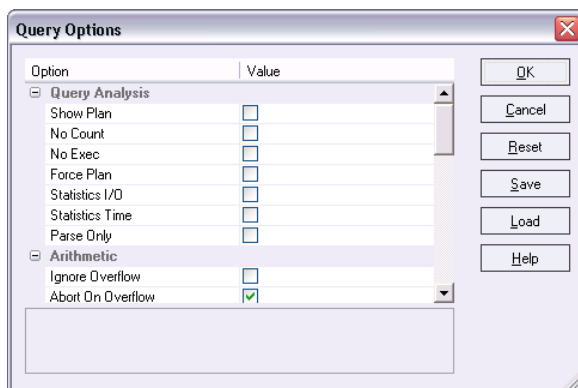 Query Options
Option Value
Query Analysis
Show Plan
No Count
No Exec
Force Plan
Statistics I/O
Statistics Time
Parse Only
Arithmetic
Ignore Overflow
Abort On Overflow
OK
Cancel
Reset
Save
Load
Help